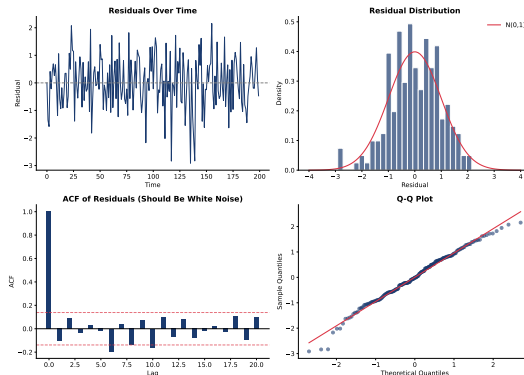 Residuals Over Time
2
1
0
−1
−2
−3
Residual
0 25 50 75 100 125 150 175 200
Time
Residual Distribution
0.5
0.4
0.3
0.2
0.1
0.0
Density
N(0,1)
−4 −3 −2 −1 0 1 2 3 4
Residual
ACF of Residuals (Should Be White Noise)
1.0
0.8
0.6
0.4
0.2
0.0
−0.2
ACF
0.0 2.5 5.0 7.5 10.0 12.5 15.0 17.5 20.0
Lag
Q-Q Plot
2
1
0
−1
−2
−3
Sample Quantiles
−2 −1 0 1 2
Theoretical Quantiles